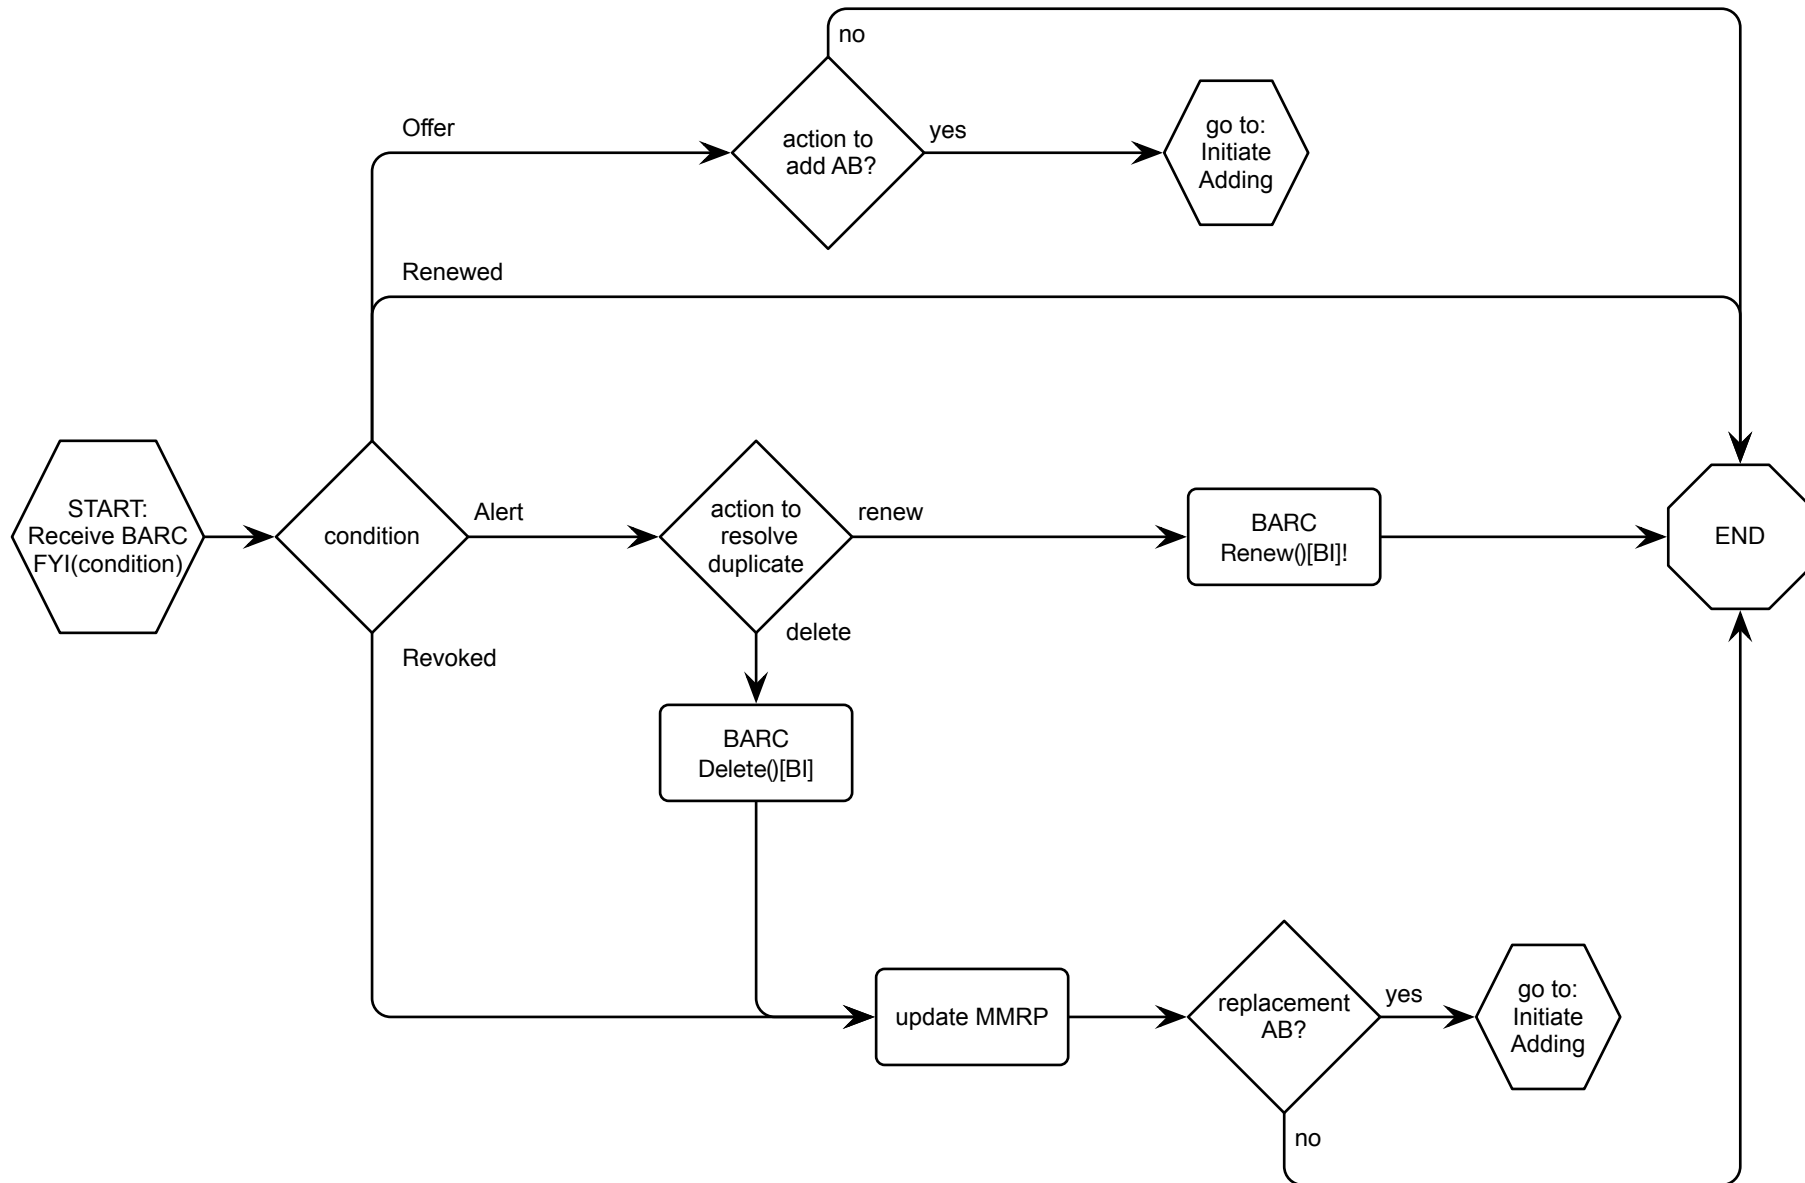 no
Offer
action to
add AB?
yes
go to:
Initiate
Adding
Renewed
START:
Receive BARC
FYI(condition)
condition
Alert
action to
resolve
duplicate
renew
BARC
Renew()[BI]!
END
delete
Revoked
BARC
Delete()[BI]
update MMRP
replacement
AB?
yes
go to:
Initiate
Adding
no